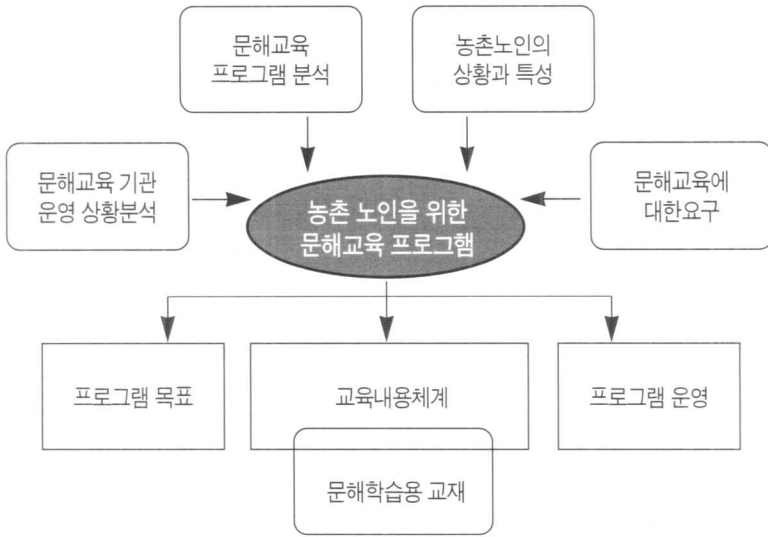 문해교육
프로그램 분석
농촌노인의
상황과 특성
문해교육 기관
운영 상황분석
문해교육에
대한요구
농촌 노인을 위한
문해교육 프로그햄
프로그램 목표
교육내용체계
프로그램 운영
문해학습용 교재